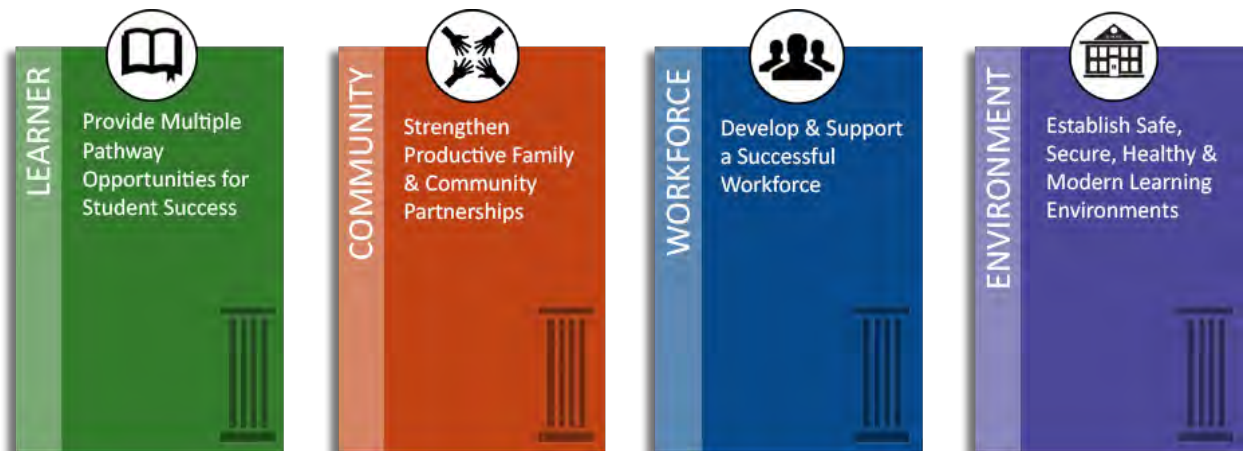 LEARNER
Provide Multiple
Pathway
Opportunities for
Student Success
COMMUNITY
Strengthen
Productive Family
& Community
Partnerships
WORKFORCE
Develop & Support
a Successful
Workforce
ENVIRONMENT
Establish Safe,
Secure, Healthy &
Modern Learning
Environments